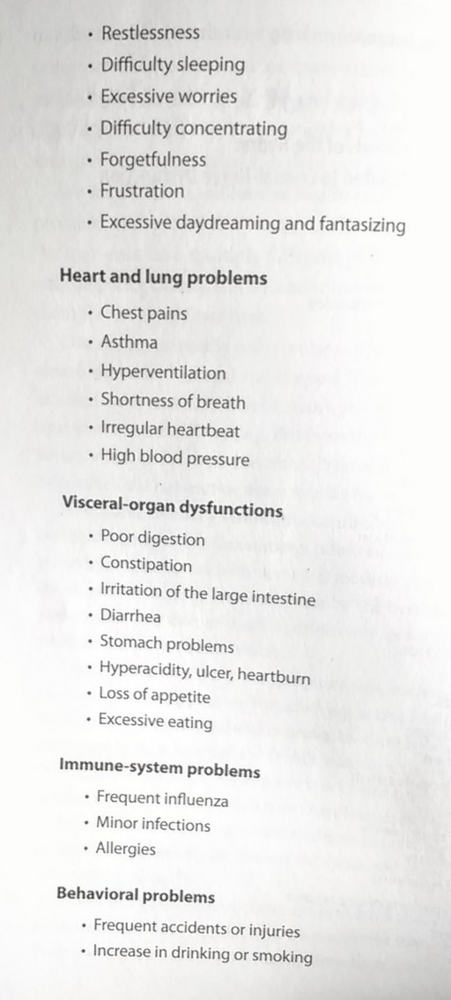 • Restlessness
• Difficulty sleeping
• Excessive worries
• Difficulty concentrating
• Forgetfulness
• Frustration
• Excessive daydreaming and fantasizing
Heart and lung problems
• Chest pains
• Asthma
• Hyperventilation
• Shortness of breath
• Irregular heartbeat
• High blood pressure
Visceral-organ dysfunctions
• Poor digestion
• Constipation
• Irritation of the large intestine
• Diarrhea
• Stomach problems
• Hyperacidity, ulcer, heartburn
• Loss of appetite
• Excessive eating
Immune-system problems
• Frequent influenza
• Minor infections
• Allergies
Behavioral problems
• Frequent accidents or injuries
• Increase in drinking or smoking